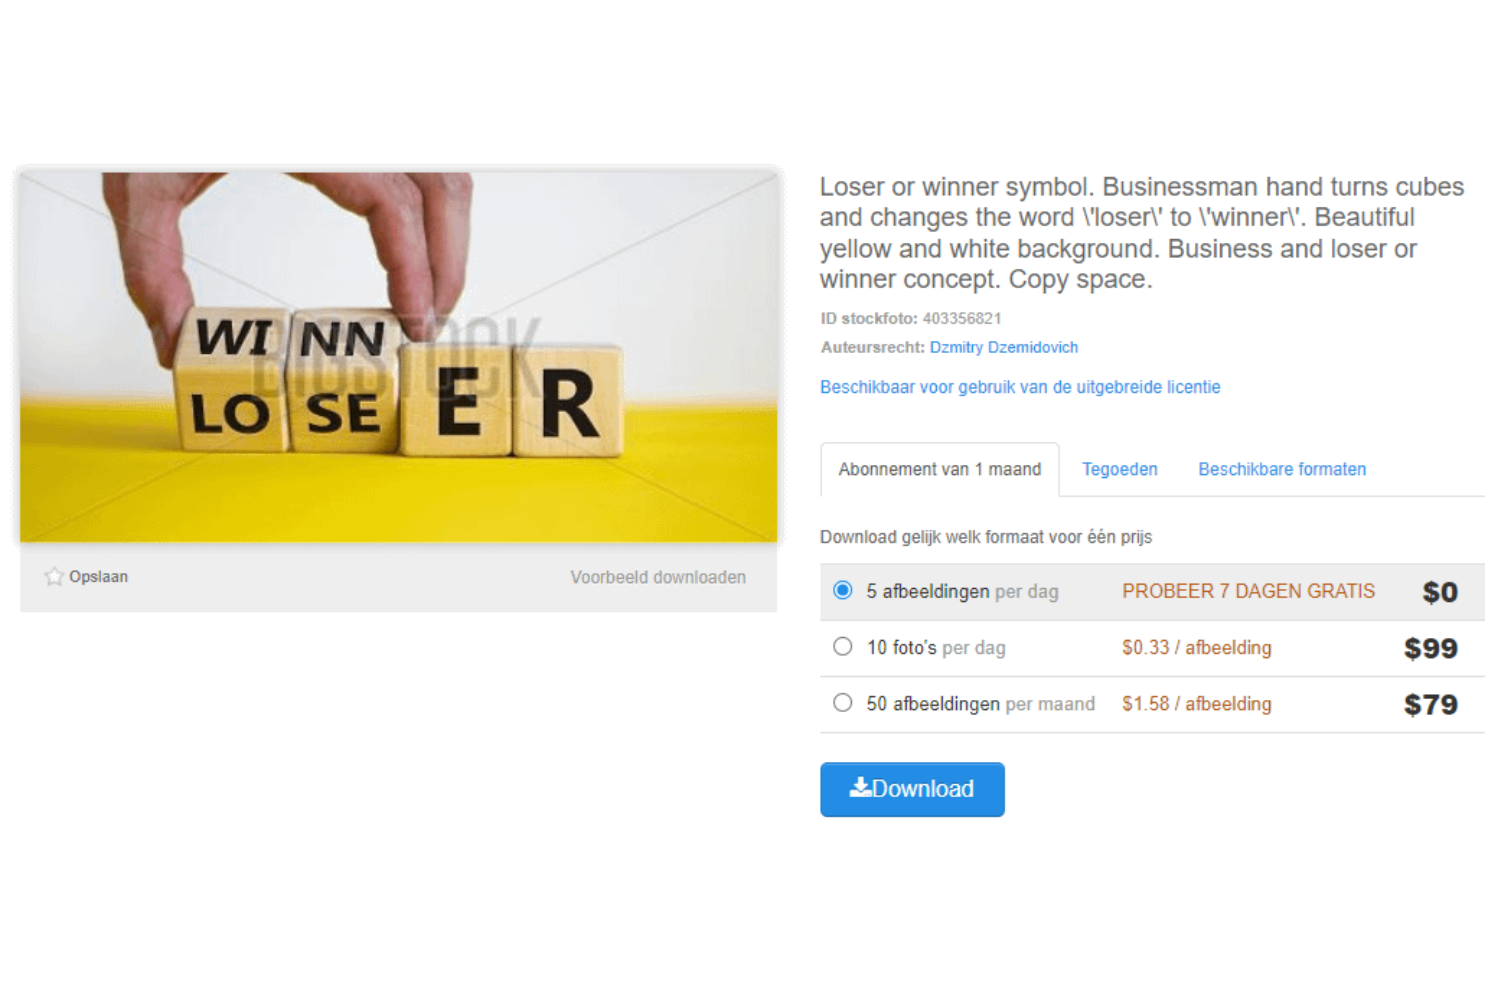 WINN
LOSE E R
BIGSTOCK
Opslaan
Voorbeeld downloaden
Loser or winner symbol. Businessman hand turns cubes
and changes the word \'loser\' to \'winner\'. Beautiful
yellow and white background. Business and loser or
winner concept. Copy space.
ID stockfoto: 403356821
Auteursrecht: Dzmitry Dzemidovich
Beschikbaar voor gebruik van de uitgebreide licentie
Abonnement van 1 maand Tegoeden Beschikbare formaten
Download gelijk welk formaat voor één prijs
5 afbeeldingen per dag PROBEER 7 DAGEN GRATIS $0
10 foto's per dag $0.33 / afbeelding $99
50 afbeeldingen per maand $1.58 / afbeelding $79
Download